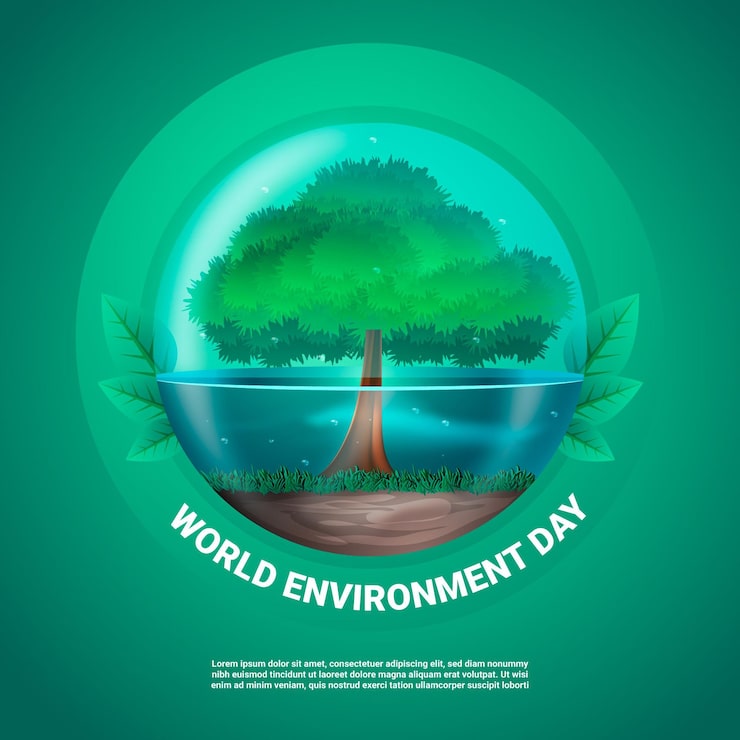 WORLD ENVIRONMENT DAY
Lorem ipsum dolor sit amet, consectetuer adipiscing elit, sed diam nonummy
nibh euismod tincidunt ut laoreet dolore magna aliquam erat volutpat. Ut wisi
enim ad minim veniam, quis nostrud exerci tation ullamcorper suscipit loborti